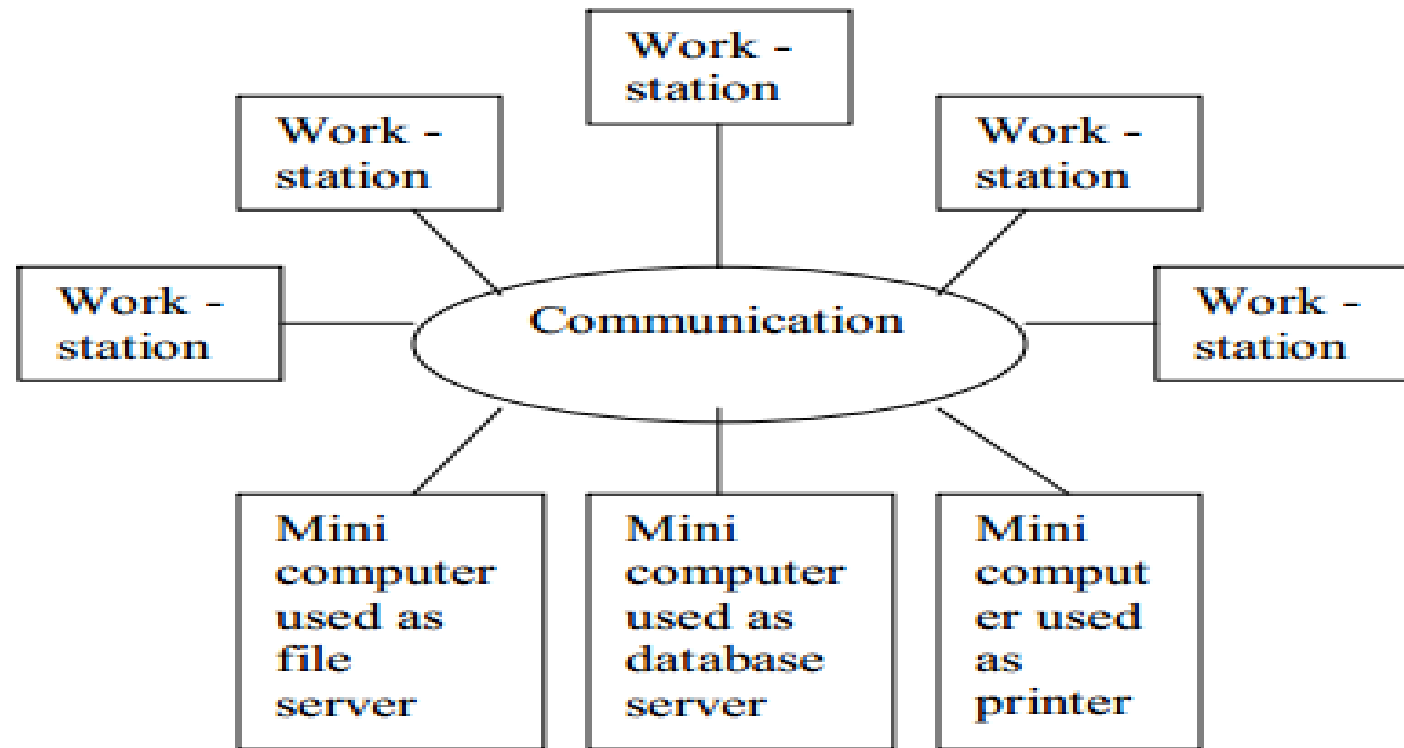 Work -
station
Work -
station
Work -
station
Work -
station
Work -
station
Communication
Mini
computer
used as
file
server
Mini
computer
used as
database
server
Mini
comput
er used
as
printer